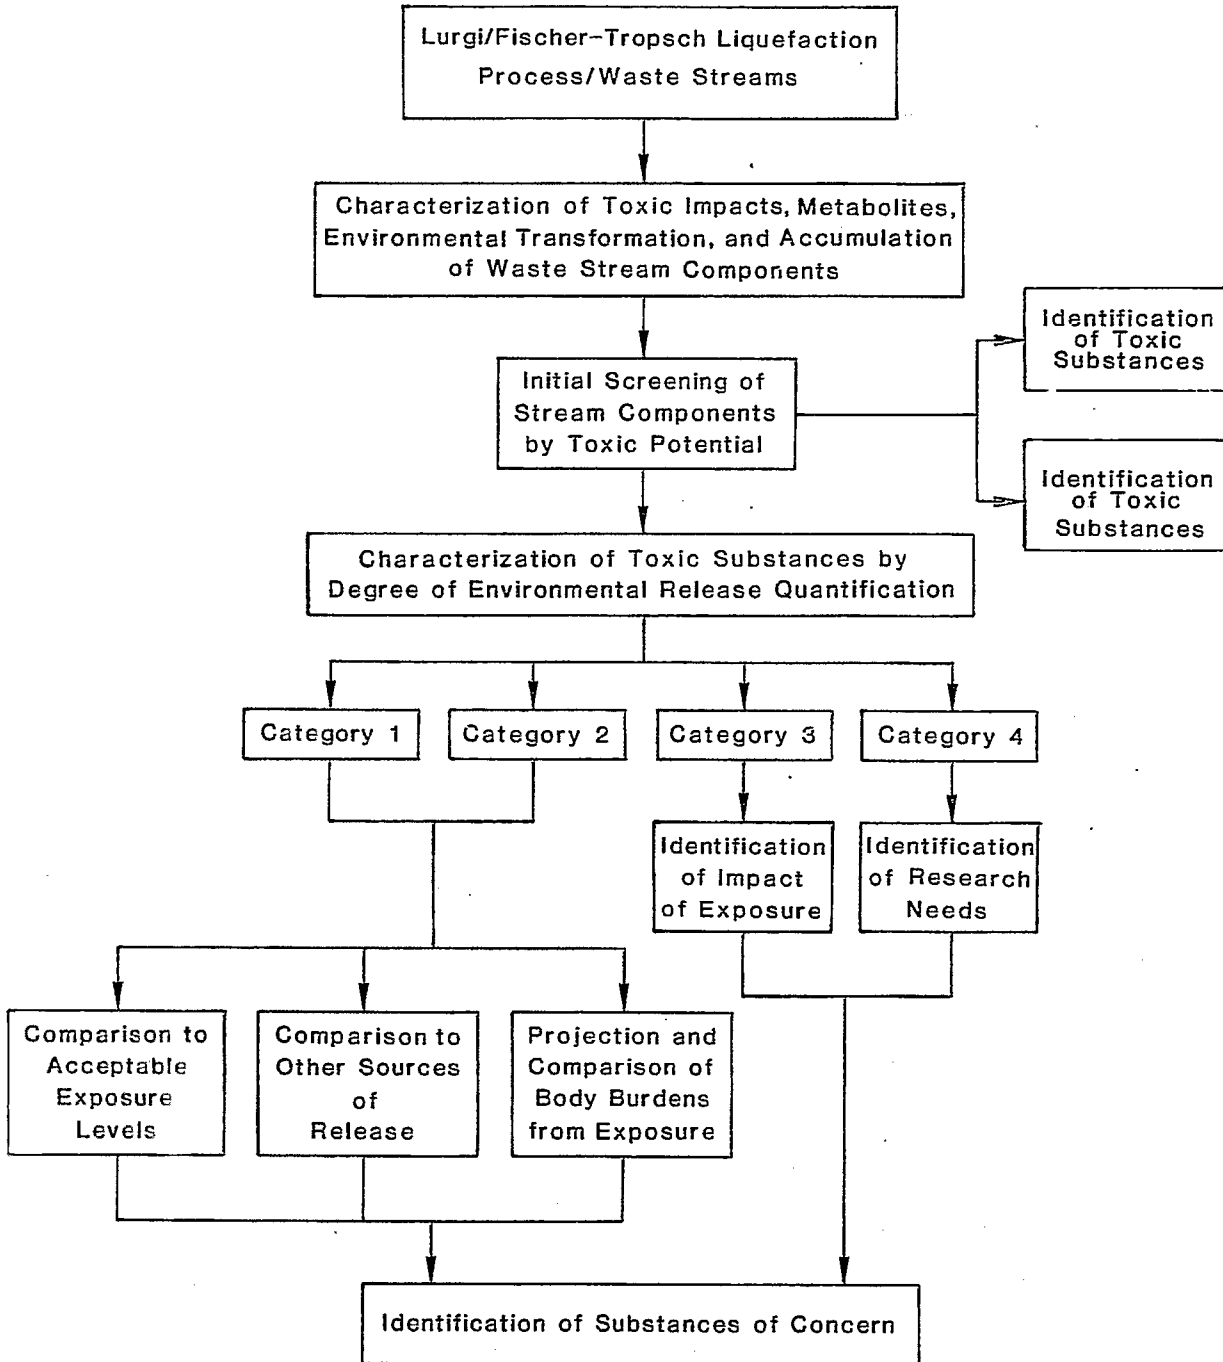 Lurgi/Fischer-Tropsch Liquefaction
Process/Waste Streams
Characterization of Toxic Impacts, Metabolites,
Environmental Transformation, and Accumulation
of Waste Stream Components
Initial Screening of
Stream Components
by Toxic Potential
Identification
of Toxic
Substances
Identification
of Toxic
Substances
Characterization of Toxic Substances by
Degree of Environmental Release Quantification
Category 1
Category 2
Category 3
Category 4
Identification
of Impact
of Exposure
Identification
of Research
Needs
Comparison to
Acceptable
Exposure
Levels
Comparison to
Other Sources
of
Release
Projection and
Comparison of
Body Burdens
from Exposure
Identification of Substances of Concern